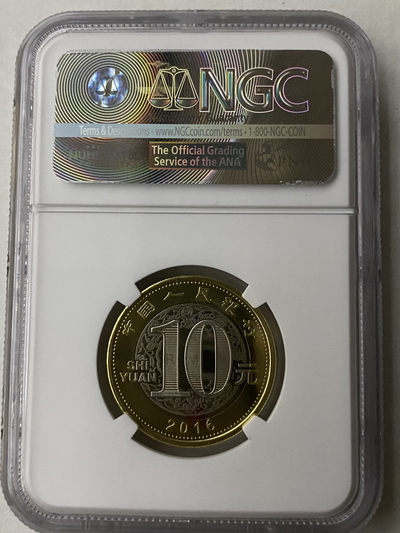 NGC
Terms & Descriptions - www.NGCcoin.com/terms • 1-800-NGC-COIN
The Official Grading
Service of the ANA
中国人民银行
10
SHI
YUAN
元
2016